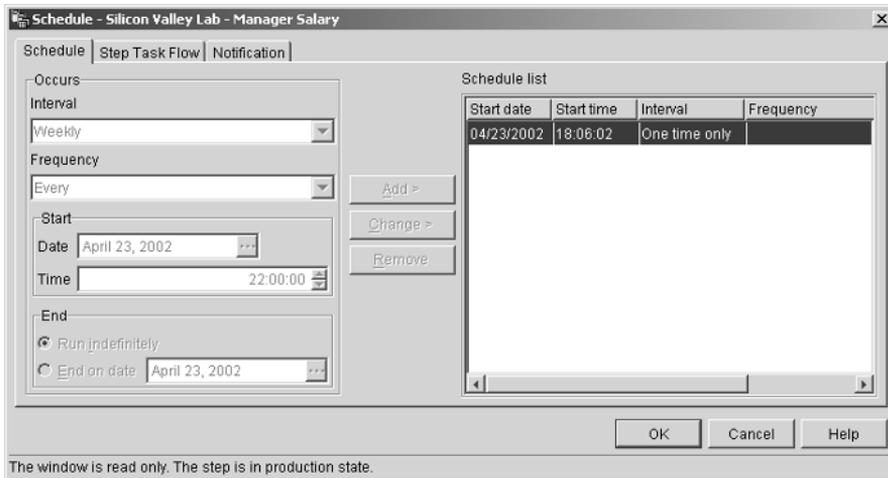 Schedule - Silicon Valley Lab - Manager Salary
Schedule Step Task Flow Notification
Occurs
Interval
Weekly
Frequency
Every
Start
Date April 23, 2002 ...
Time 22:00:00
End
Run indefinitely
End on date April 23, 2002 ...
Add >
Change >
Remove
Schedule list
Start date Start time Interval Frequency
04/23/2002 18:06:02 One time only
OK Cancel Help
The window is read only. The step is in production state.